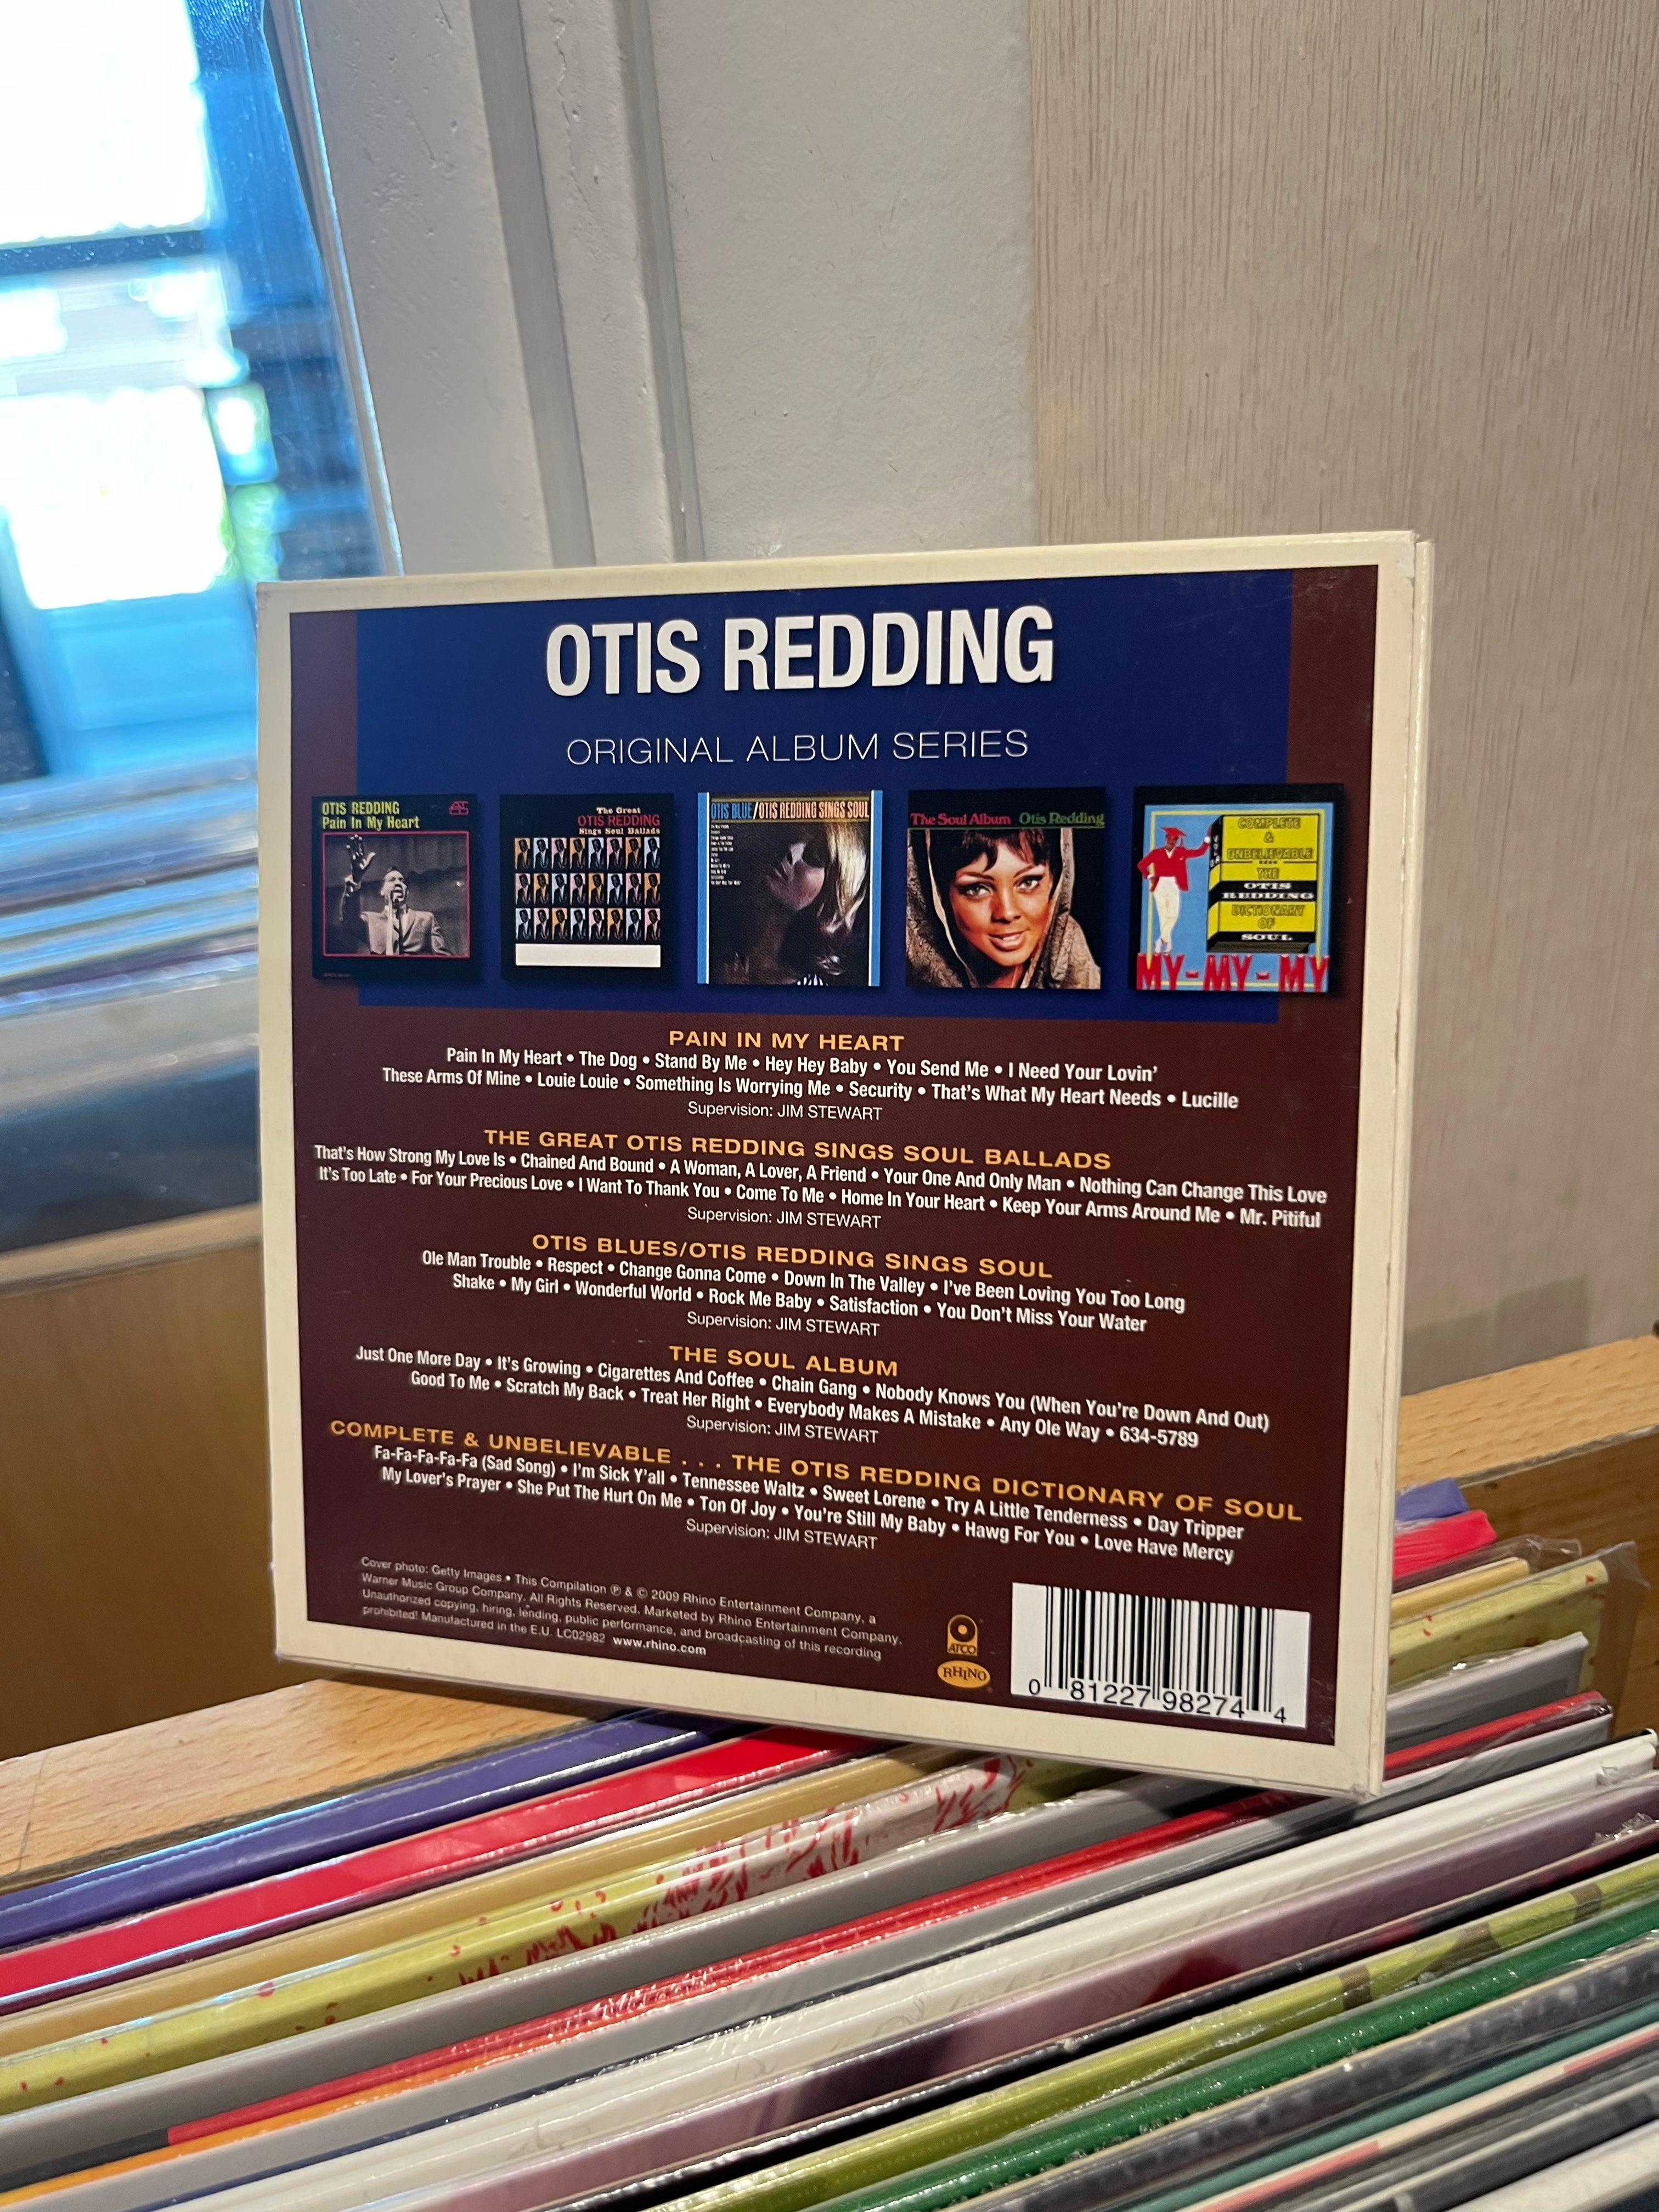 OTIS REDDING
ORIGINAL ALBUM SERIES
OTIS REDDING
Pain In My Heart
The Great
OTIS REDDING
Sings Soul Ballads
OTIS BLUE/OTIS REDDING SINGS SOUL
The Soul Album Otis Redding
COMPLETE
&
UNBELIEVABLE
THE
OTIS
REDDING
DICTIONARY
OF
SOUL
MY-MY-MY
PAIN IN MY HEART
Pain In My Heart • The Dog • Stand By Me • Hey Hey Baby • You Send Me • I Need Your Lovin'
These Arms Of Mine • Louie Louie • Something Is Worrying Me • Security • That's What My Heart Needs • Lucille
Supervision: JIM STEWART
THE GREAT OTIS REDDING SINGS SOUL BALLADS
That's How Strong My Love Is • Chained And Bound • A Woman, A Lover, A Friend • Your One And Only Man • Nothing Can Change This Love
It's Too Late • For Your Precious Love • I Want To Thank You • Come To Me • Home In Your Heart • Keep Your Arms Around Me • Mr. Pitiful
Supervision: JIM STEWART
OTIS BLUES/OTIS REDDING SINGS SOUL
Ole Man Trouble • Respect • Change Gonna Come • Down In The Valley • I've Been Loving You Too Long
Shake • My Girl • Wonderful World • Rock Me Baby • Satisfaction • You Don't Miss Your Water
Supervision: JIM STEWART
THE SOUL ALBUM
Just One More Day • It's Growing • Cigarettes And Coffee • Chain Gang • Nobody Knows You (When You're Down And Out)
Good To Me • Scratch My Back • Treat Her Right • Everybody Makes A Mistake • Any Ole Way • 634-5789
Supervision: JIM STEWART
COMPLETE & UNBELIEVABLE . . . THE OTIS REDDING DICTIONARY OF SOUL
Fa-Fa-Fa-Fa-Fa (Sad Song) • I'm Sick Y'all • Tennessee Waltz • Sweet Lorene • Try A Little Tenderness • Day Tripper
My Lover's Prayer • She Put The Hurt On Me • Ton Of Joy • You're Still My Baby • Hawg For You • Love Have Mercy
Supervision: JIM STEWART
Cover photo: Getty Images • This Compilation ℗ & © 2009 Rhino Entertainment Company, a
Warner Music Group Company. All Rights Reserved. Marketed by Rhino Entertainment Company.
Unauthorized copying, hiring, lending, public performance, and broadcasting of this recording
prohibited! Manufactured in the E.U. LC02982 www.rhino.com
ATCO
RHINO
0 81227 98274 4